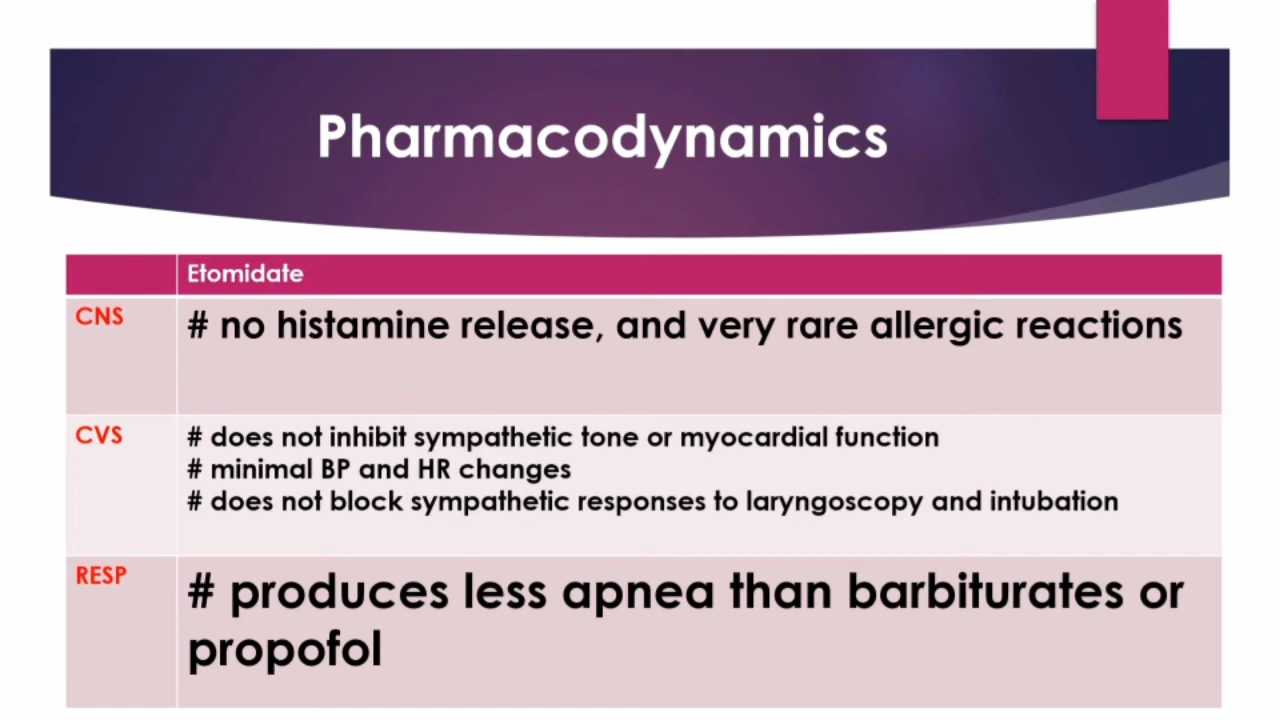 Pharmacodynamics
Etomidate
CNS
# no histamine release, and very rare allergic reactions
CVS
# does not inhibit sympathetic tone or myocardial function
# minimal BP and HR changes
# does not block sympathetic responses to laryngoscopy and intubation
RESP
# produces less apnea than barbiturates or
propofol